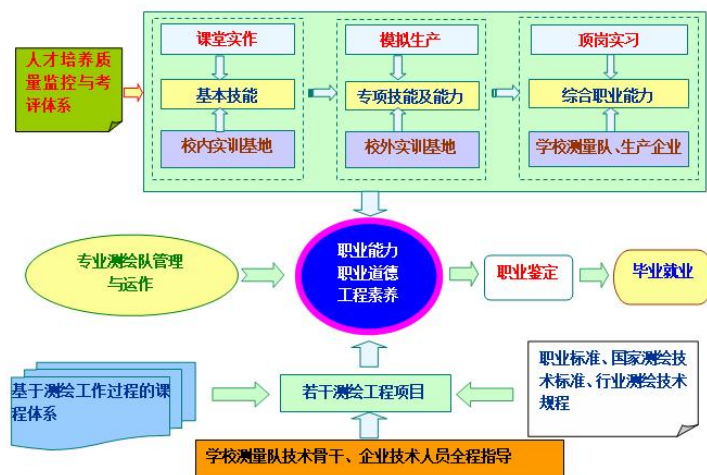 课堂实作
模拟生产
顶岗实习
人才培养质
量监控与考
评体系
基本技能
专项技能及能力
综合职业能力
校内实训基地
校外实训基地
学校测量队、生产企业
专业测绘队管理
与运作
职业能力
职业道德
工程素养
职业鉴定
毕业就业
基于测绘工作过程的课
程体系
若干测绘工程项目
职业标准、国家测绘技
术标准、行业测绘技术
规程
学校测量队技术骨干、企业技术人员全程指导